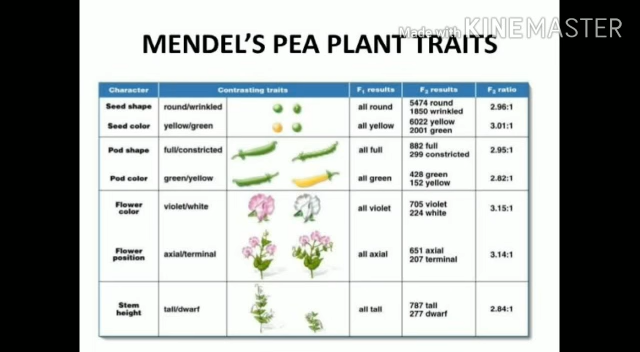 Made with KINEMASTER
MENDEL'S PEA PLANT TRAITS
Character Contrasting traits F₁ results F₂ results F₂ ratio
Seed shape round/wrinkled all round 5474 round 1850 wrinkled 2.96:1
Seed color yellow/green all yellow 6022 yellow 2001 green 3.01:1
Pod shape full/constricted all full 882 full 299 constricted 2.95:1
Pod color green/yellow all green 428 green 152 yellow 2.82:1
Flower color violet/white all violet 705 violet 224 white 3.15:1
Flower position axial/terminal all axial 651 axial 207 terminal 3.14:1
Stem height tall/dwarf all tall 787 tall 277 dwarf 2.84:1